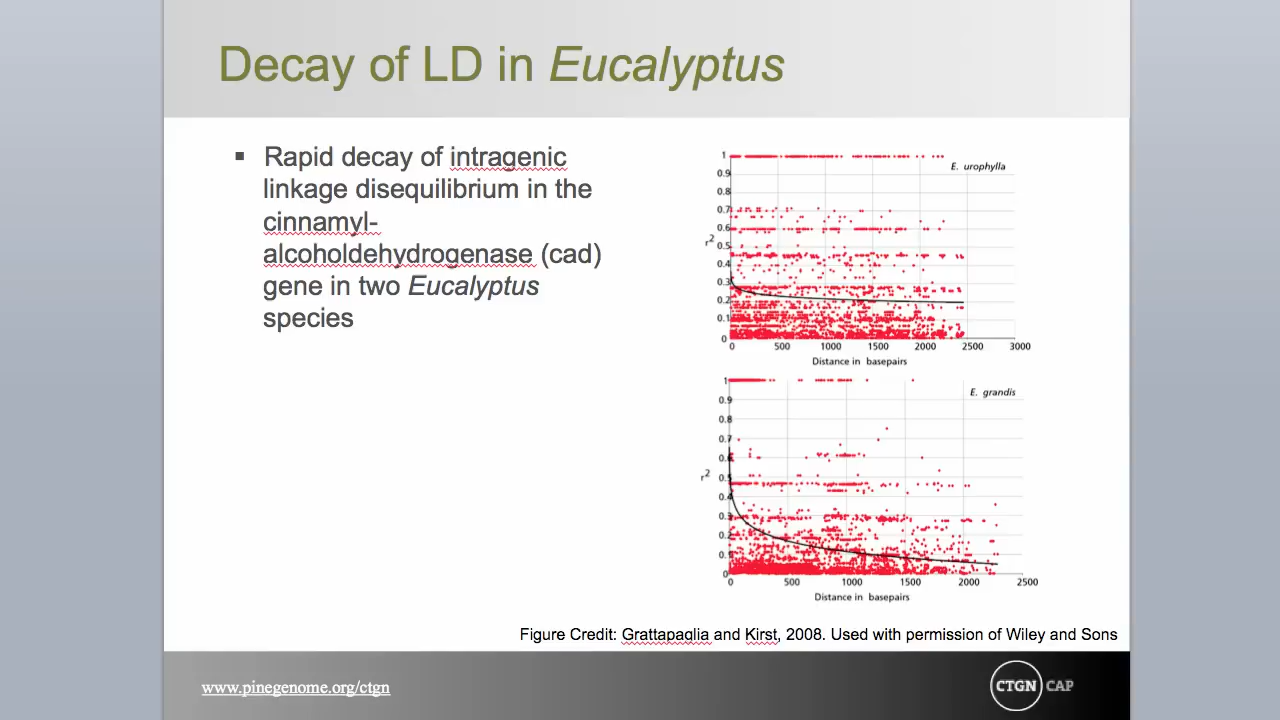 Decay of LD in Eucalyptus
▪ Rapid decay of intragenic
linkage disequilibrium in the
cinnamyl-
alcoholdehydrogenase (cad)
gene in two Eucalyptus
species
1
0.9
0.8
0.7
0.6
0.5
0.4
0.3
0.2
0.1
0
r2
E. urophylla
0 500 1000 1500 2000 2500 3000
Distance in basepairs
1
0.9
0.8
0.7
0.6
0.5
0.4
0.3
0.2
0.1
0
r2
E. grandis
0 500 1000 1500 2000 2500
Distance in basepairs
Figure Credit: Grattapaglia and Kirst, 2008. Used with permission of Wiley and Sons
www.pinegenome.org/ctgn
CTGN CAP